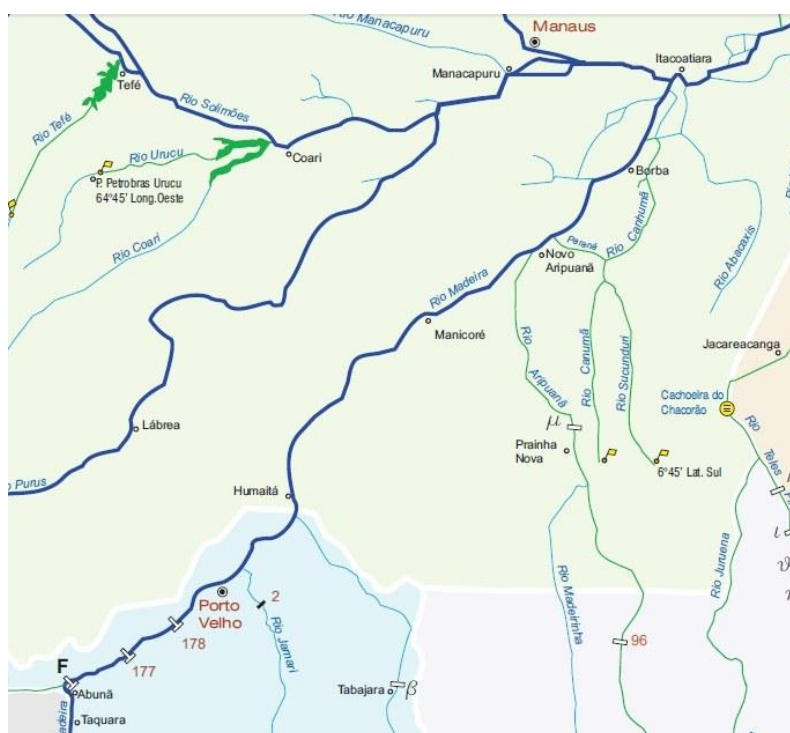 Rio Manacapuru
Manaus
Itacoatiara
Manacapuru
Tefé
Rio Solimões
Rio Tefé
Rio Urucu
Coari
P. Petrobras Urucu
64°45' Long.Oeste
Borba
Rio Canhumã
Paraná
Rio Abacaxis
Rio Coari
Novo
Aripuanã
Rio Madeira
Manicoré
Jacareacanga
Rio Aripuanã
Rio Canumã
Rio Sucunduri
Cachoeira do
Chacorão
Lábrea
μ
Rio Teles
Prainha
Nova
6°45' Lat. Sul
o Purus
Humaitá
ι
Rio Juruena
Rio Madeirinha
Porto
Velho
2
Rio Jamari
178
96
177
F
Abunã
Tabajara
β
adeira
Taquara